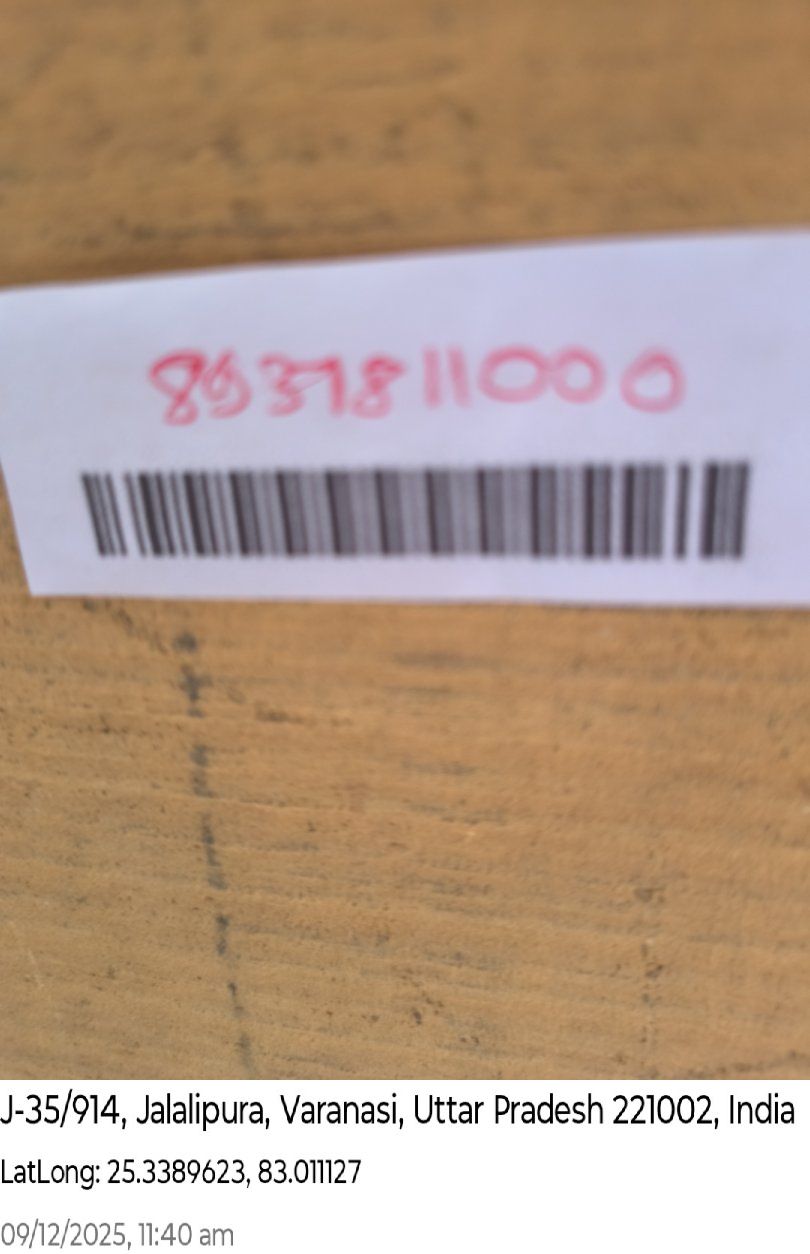 8931811000
J-35/914, Jalalipura, Varanasi, Uttar Pradesh 221002, India
LatLong: 25.3389623, 83.011127
09/12/2025, 11:40 am